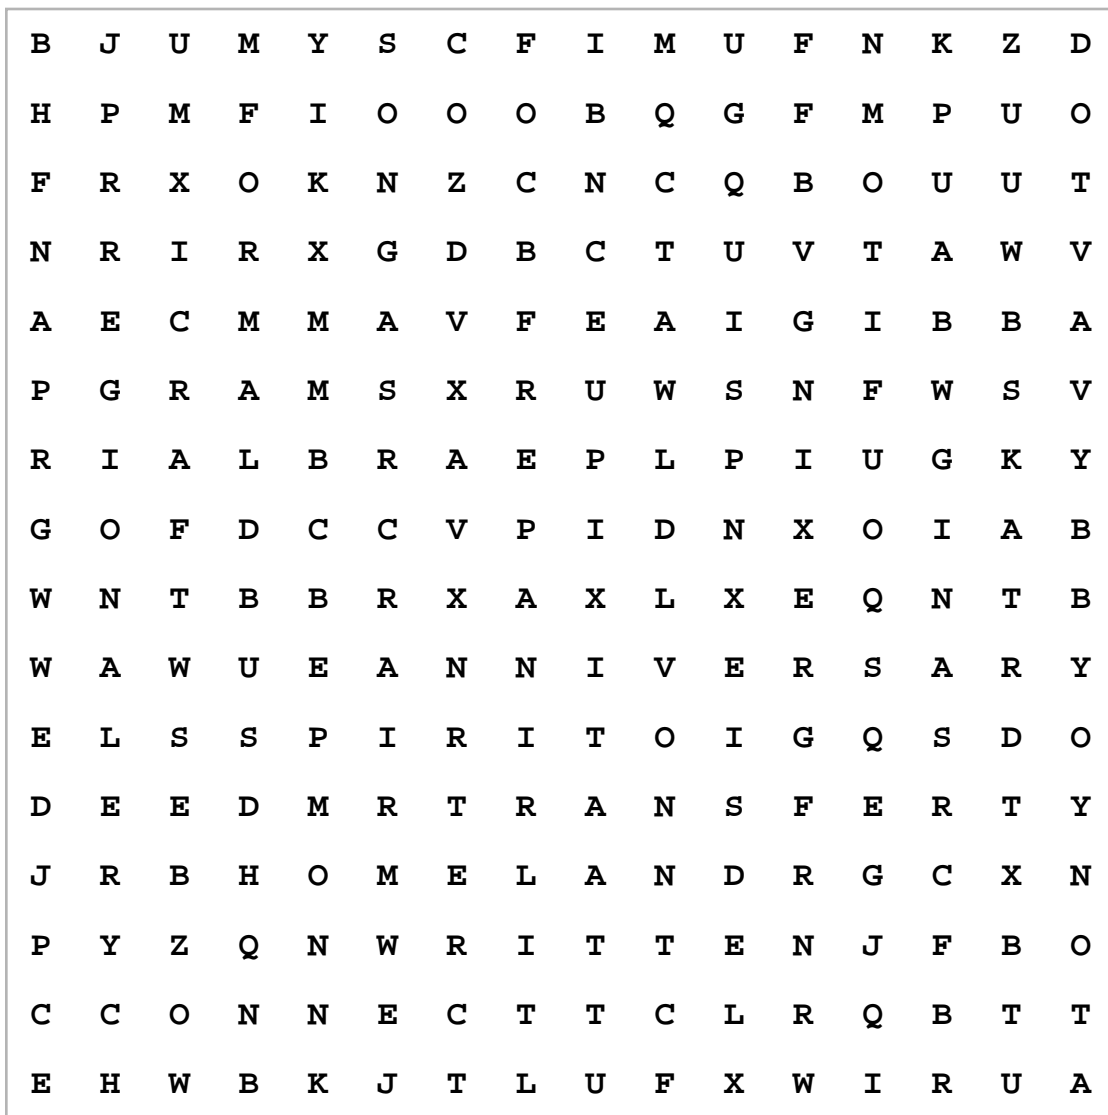 B J U M Y S C F I M U F N K Z D
H P M F I O O O B Q G F M P U O
F R X O K N Z C N C Q B O U U T
N R I R X G D B C T U V T A W V
A E C M M A V F E A I G I B B A
P G R A M S X R U W S N F W S V
R I A L B R A E P L P I U G K Y
G O F D C C V P I D N X O I A B
W N T B B R X A X L X E Q N T B
W A W U E A N N I V E R S A R Y
E L S S P I R I T O I G Q S D O
D E E D M R T R A N S F E R T Y
J R B H O M E L A N D R G C X N
P Y Z Q N W R I T T E N J F B O
C C O N N E C T T C L R Q B T T
E H W B K J T L U F X W I R U A